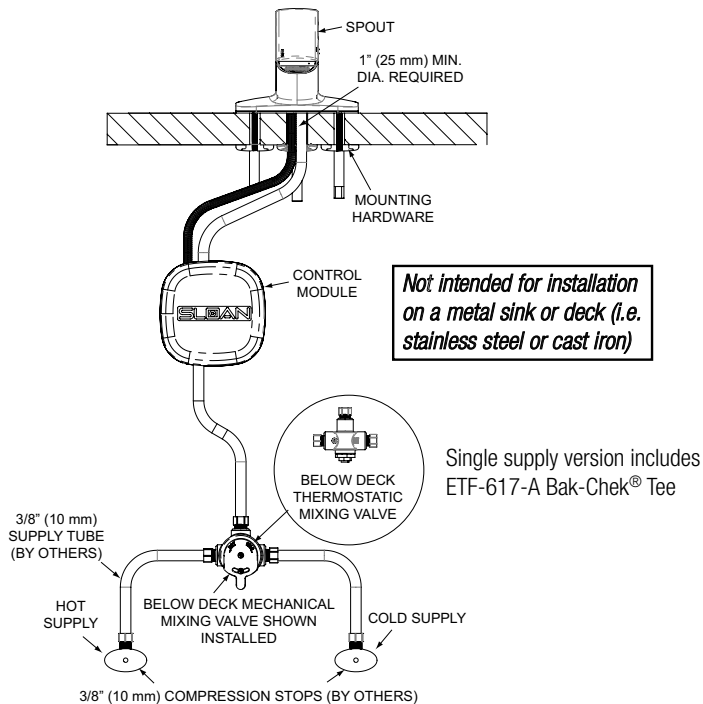 SPOUT
1" (25 mm) MIN.
DIA. REQUIRED
MOUNTING
HARDWARE
CONTROL
MODULE
SLOAN
Not intended for installation
on a metal sink or deck (i.e.
stainless steel or cast iron)
BELOW DECK
THERMOSTATIC
MIXING VALVE
Single supply version includes
ETF-617-A Bak-Chek® Tee
3/8" (10 mm)
SUPPLY TUBE
(BY OTHERS)
HOT
SUPPLY
BELOW DECK MECHANICAL
MIXING VALVE SHOWN
INSTALLED
COLD SUPPLY
3/8" (10 mm) COMPRESSION STOPS (BY OTHERS)